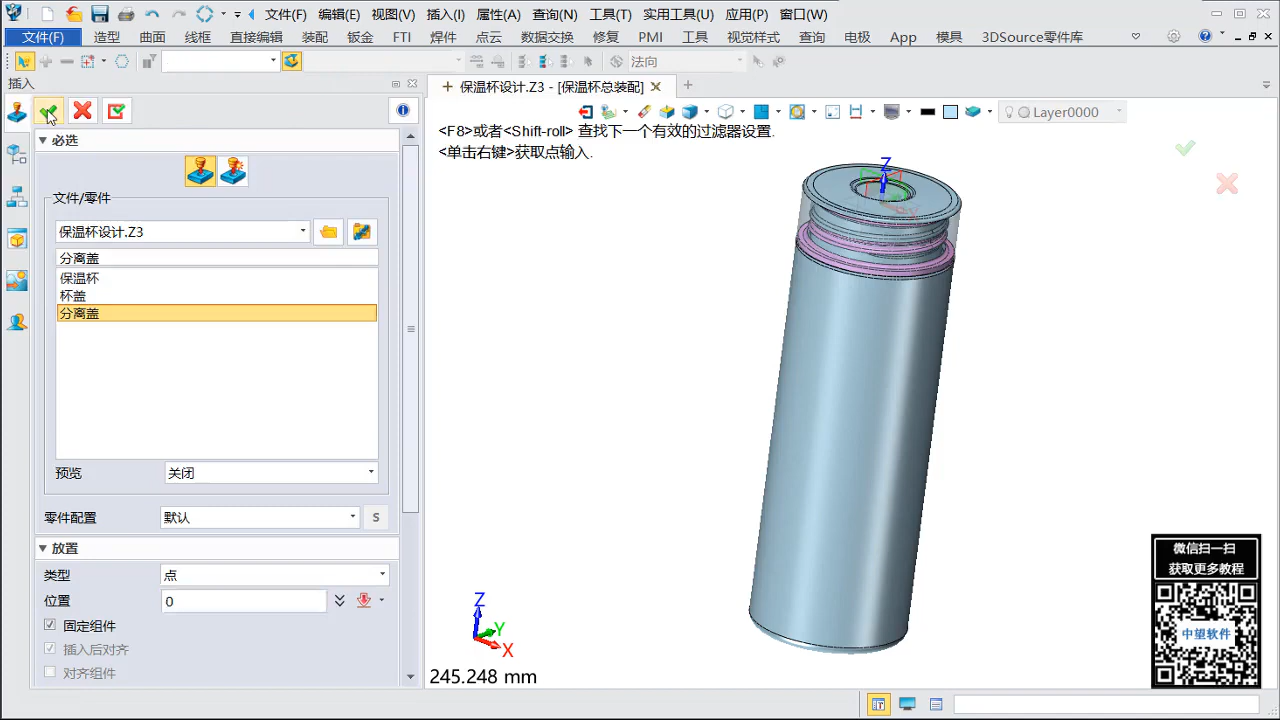 文件(F) 编辑(E) 视图(V) 插入(I) 属性(A) 查询(N) 工具(T) 实用工具(U) 应用(P) 窗口(W)
文件(F) 造型 曲面 线框 直接编辑 钣金 FTI 焊件 点云 数据交换 修复 PMI 工具 视觉样式 查询 电极 App 模具 3DSource零件库
法向
插入
保温杯设计.Z3 - [保温杯总装配]
Layer0000
<F8>或者<Shift-roll> 查找下一个有效的过滤器设置.
<单击右键>获取点输入.
必选
文件/零件
保温杯设计.Z3
分离盖
保温杯
杯盖
分离盖
预览 关闭
零件配置 默认 S
放置
类型 点
位置 0
固定组件
插入后对齐
对齐组件
Z
Z
Y
X
245.248 mm
微信扫一扫
获取更多教程
中望软件